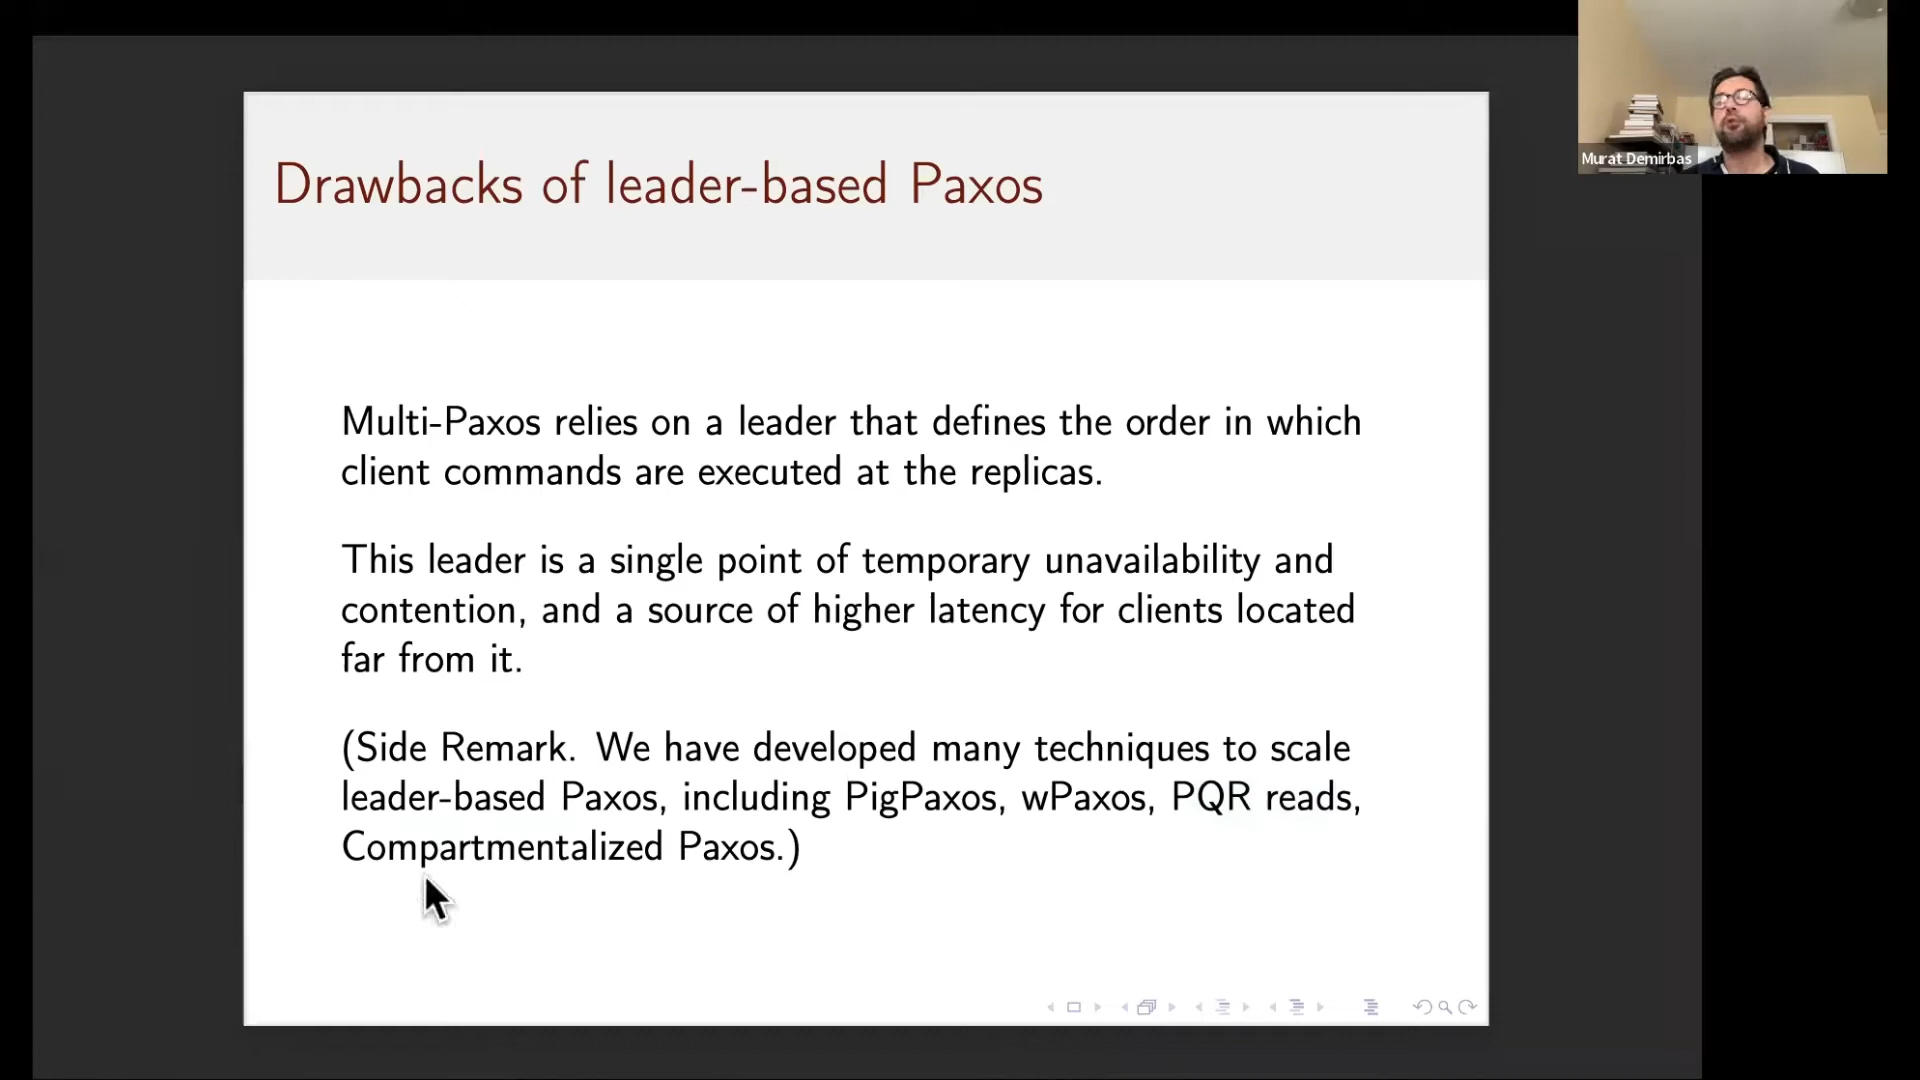 Murat Demirbas
Drawbacks of leader-based Paxos
Multi-Paxos relies on a leader that defines the order in which
client commands are executed at the replicas.
This leader is a single point of temporary unavailability and
contention, and a source of higher latency for clients located
far from it.
(Side Remark. We have developed many techniques to scale
leader-based Paxos, including PigPaxos, wPaxos, PQR reads,
Compartmentalized Paxos.)